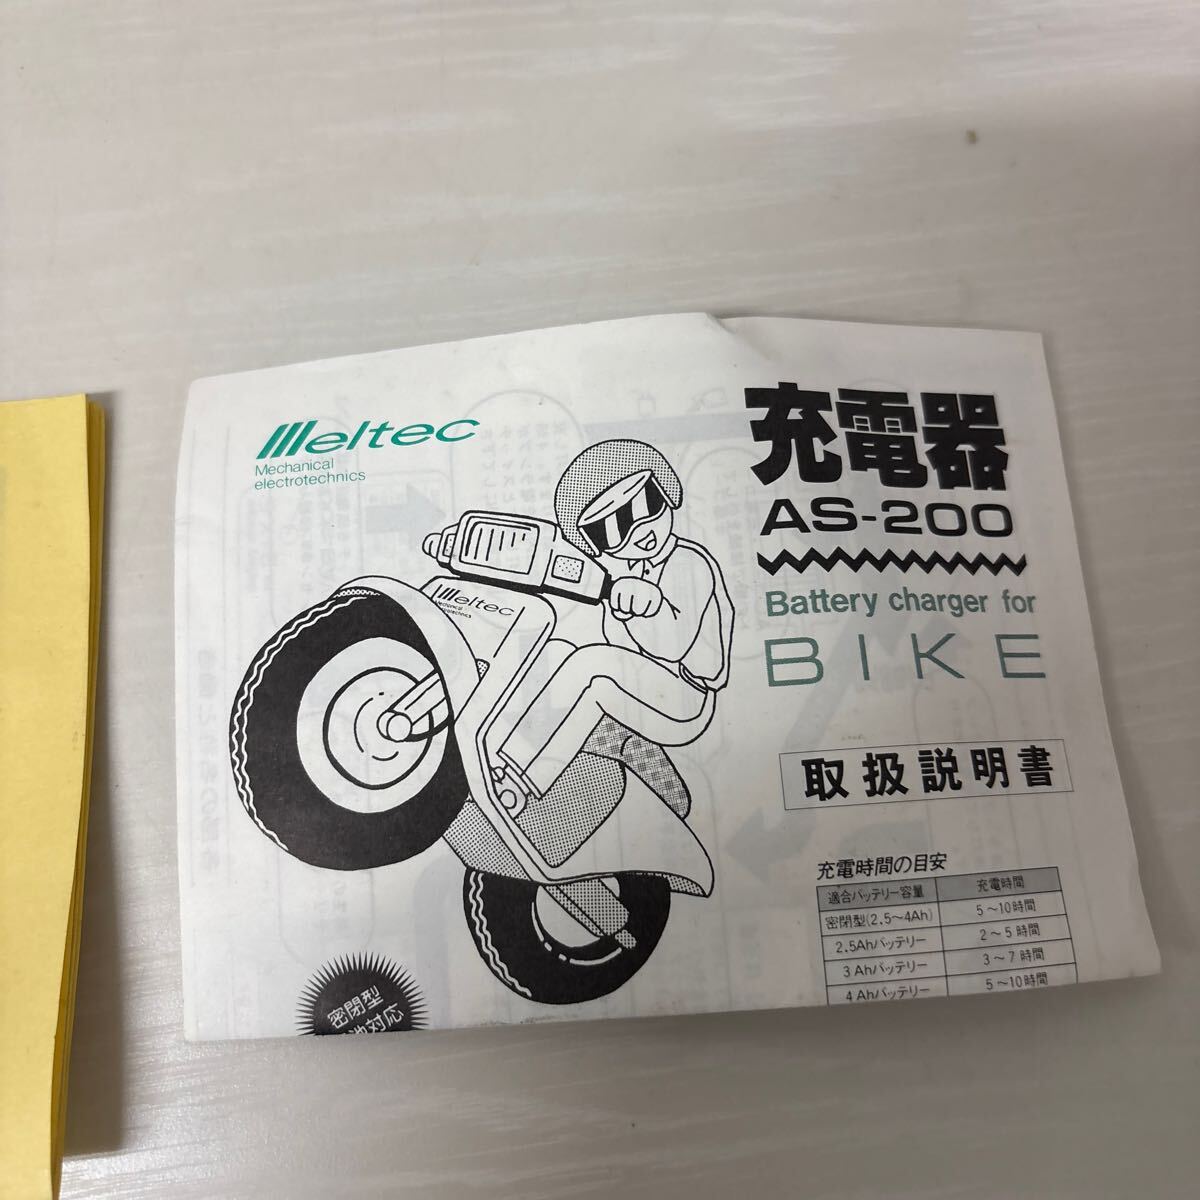 Meltec
Mechanical
electrotechnics
充電器
AS-200
Battery charger for
BIKE
Meltec
Mechanical
electrotechnics
取扱説明書
充電時間の目安
適合バッテリー容量 充電時間
密閉型(2.5〜4Ah) 5〜10時間
2.5Ahバッテリー 2〜5時間
3Ahバッテリー 3〜7時間
4Ahバッテリー 5〜10時間
密閉型
池対応